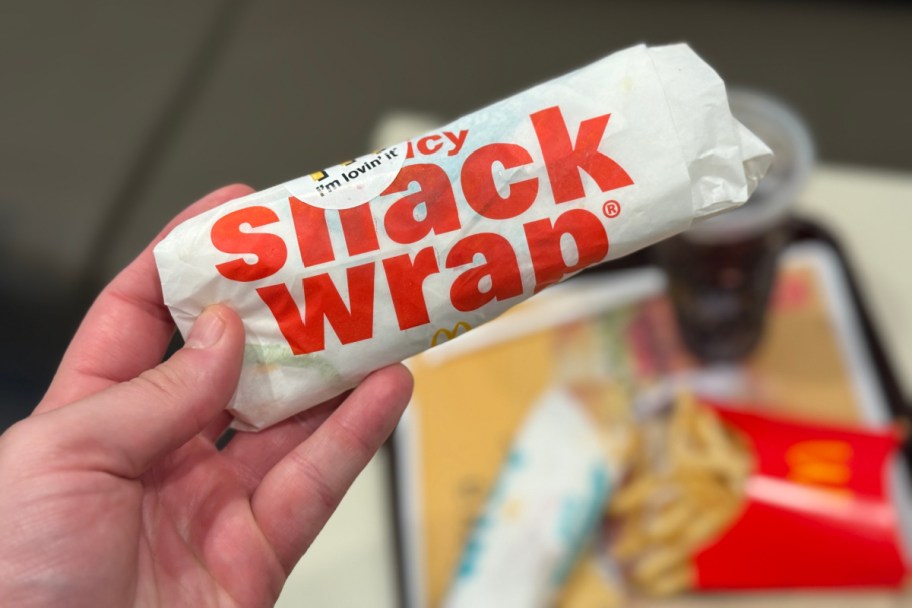 icy
I'm lovin' it
snack
wrap®